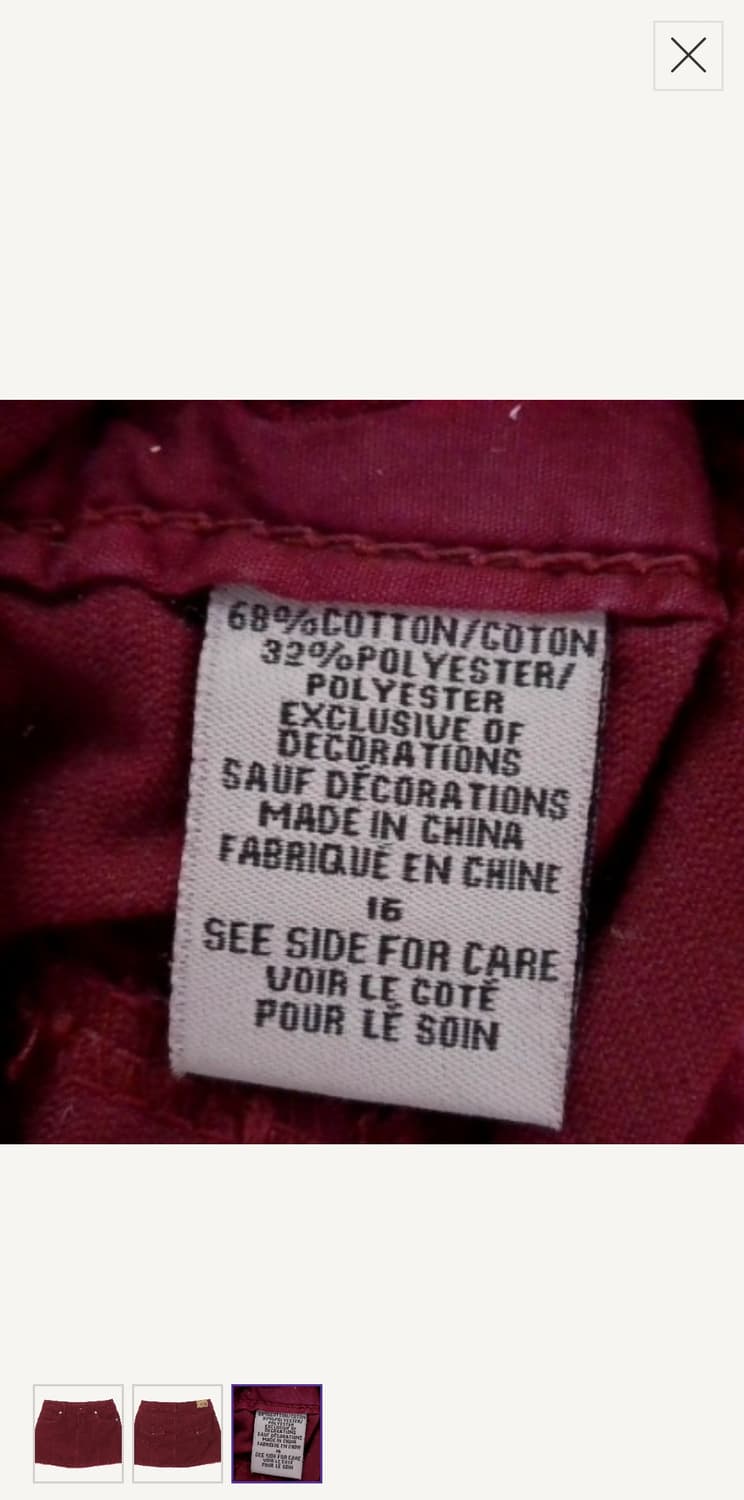 68%COTTON/COTON
32%POLYESTER/
POLYESTER
EXCLUSIVE OF
DECORATIONS
SAUF DÉCORATIONS
MADE IN CHINA
FABRIQUÉ EN CHINE
16
SEE SIDE FOR CARE
VOIR LE COTÉ
POUR LE SOIN